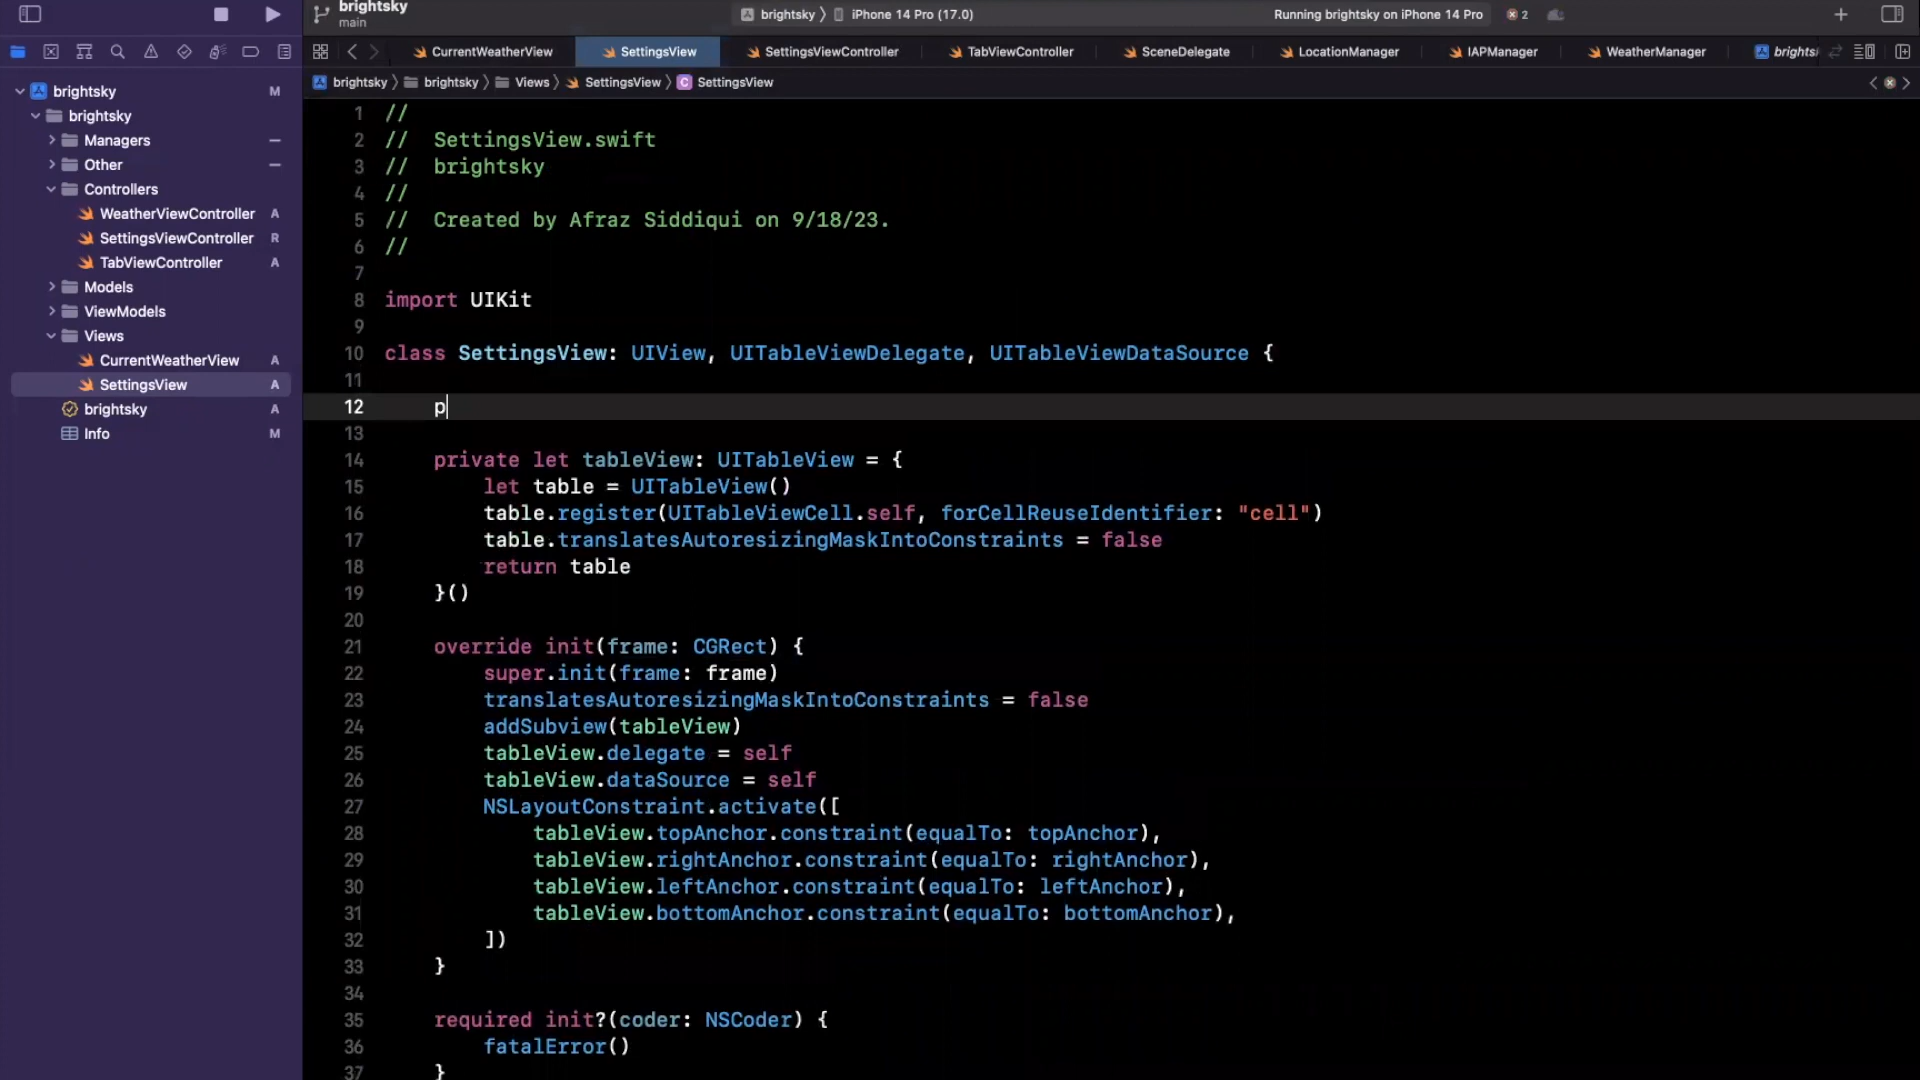 brightsky
main
brightsky
iPhone 14 Pro (17.0)
Running brightsky on iPhone 14 Pro
2
CurrentWeatherView
SettingsView
SettingsViewController
TabViewController
SceneDelegate
LocationManager
IAPManager
WeatherManager
brights
brightsky
brightsky
Views
SettingsView
C SettingsView
brightsky M
brightsky
Managers
Other
Controllers
WeatherViewController A
SettingsViewController R
TabViewController A
Models
ViewModels
Views
CurrentWeatherView A
SettingsView A
brightsky A
Info M
1 //
2 //  SettingsView.swift
3 //  brightsky
4 //
5 //  Created by Afraz Siddiqui on 9/18/23.
6 //
7
8 import UIKit
9
10 class SettingsView: UIView, UITableViewDelegate, UITableViewDataSource {
11
12     p
13
14     private let tableView: UITableView = {
15         let table = UITableView()
16         table.register(UITableViewCell.self, forCellReuseIdentifier: "cell")
17         table.translatesAutoresizingMaskIntoConstraints = false
18         return table
19     }()
20
21     override init(frame: CGRect) {
22         super.init(frame: frame)
23         translatesAutoresizingMaskIntoConstraints = false
24         addSubview(tableView)
25         tableView.delegate = self
26         tableView.dataSource = self
27         NSLayoutConstraint.activate([
28             tableView.topAnchor.constraint(equalTo: topAnchor),
29             tableView.rightAnchor.constraint(equalTo: rightAnchor),
30             tableView.leftAnchor.constraint(equalTo: leftAnchor),
31             tableView.bottomAnchor.constraint(equalTo: bottomAnchor),
32         ])
33     }
34
35     required init?(coder: NSCoder) {
36         fatalError()
37     }